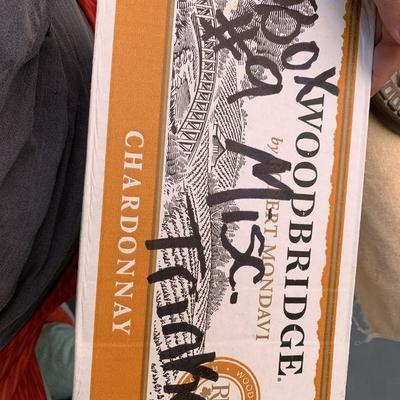 Box
#9 Misc.
WOODBRIDGE®
by ROBERT MONDAVI
CHARDONNAY